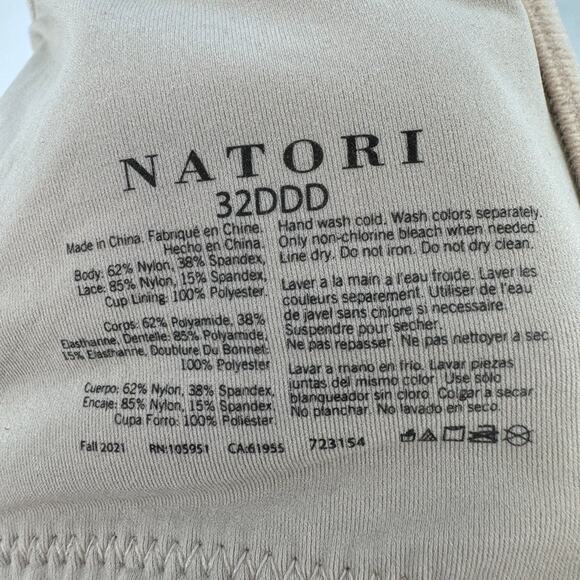 NATORI
32DDD
Made in China. Fabriqué en Chine.
Hecho en China.
Body: 62% Nylon, 38% Spandex,
Lace: 85% Nylon, 15% Spandex,
Cup Lining: 100% Polyester.
Corps: 62% Polyamide, 38%
Elasthanne, Dentelle: 85% Polyamide,
15% Elasthanne, Doublure Du Bonnet:
100% Polyester
Cuerpo: 62% Nylon, 38% Spandex,
Encaje: 85% Nylon, 15% Spandex,
Cupa Forro: 100% Poliéster.
Hand wash cold. Wash colors separately.
Only non-chlorine bleach when needed.
Line dry. Do not iron. Do not dry clean.
Laver a la main a l'eau froide. Laver les
couleurs separement. Utiliser de l'eau
de javel sans chlore si necessaire.
Suspendre pour secher.
Ne pas repasser. Ne pas nettoyer a sec.
Lavar a mano en frio. Lavar piezas
juntas del mismo color. Use sólo
blanqueador sin cloro. Colgar a secar.
No planchar. No lavado en seco.
Fall 2021 RN:105951 CA:61955 723154